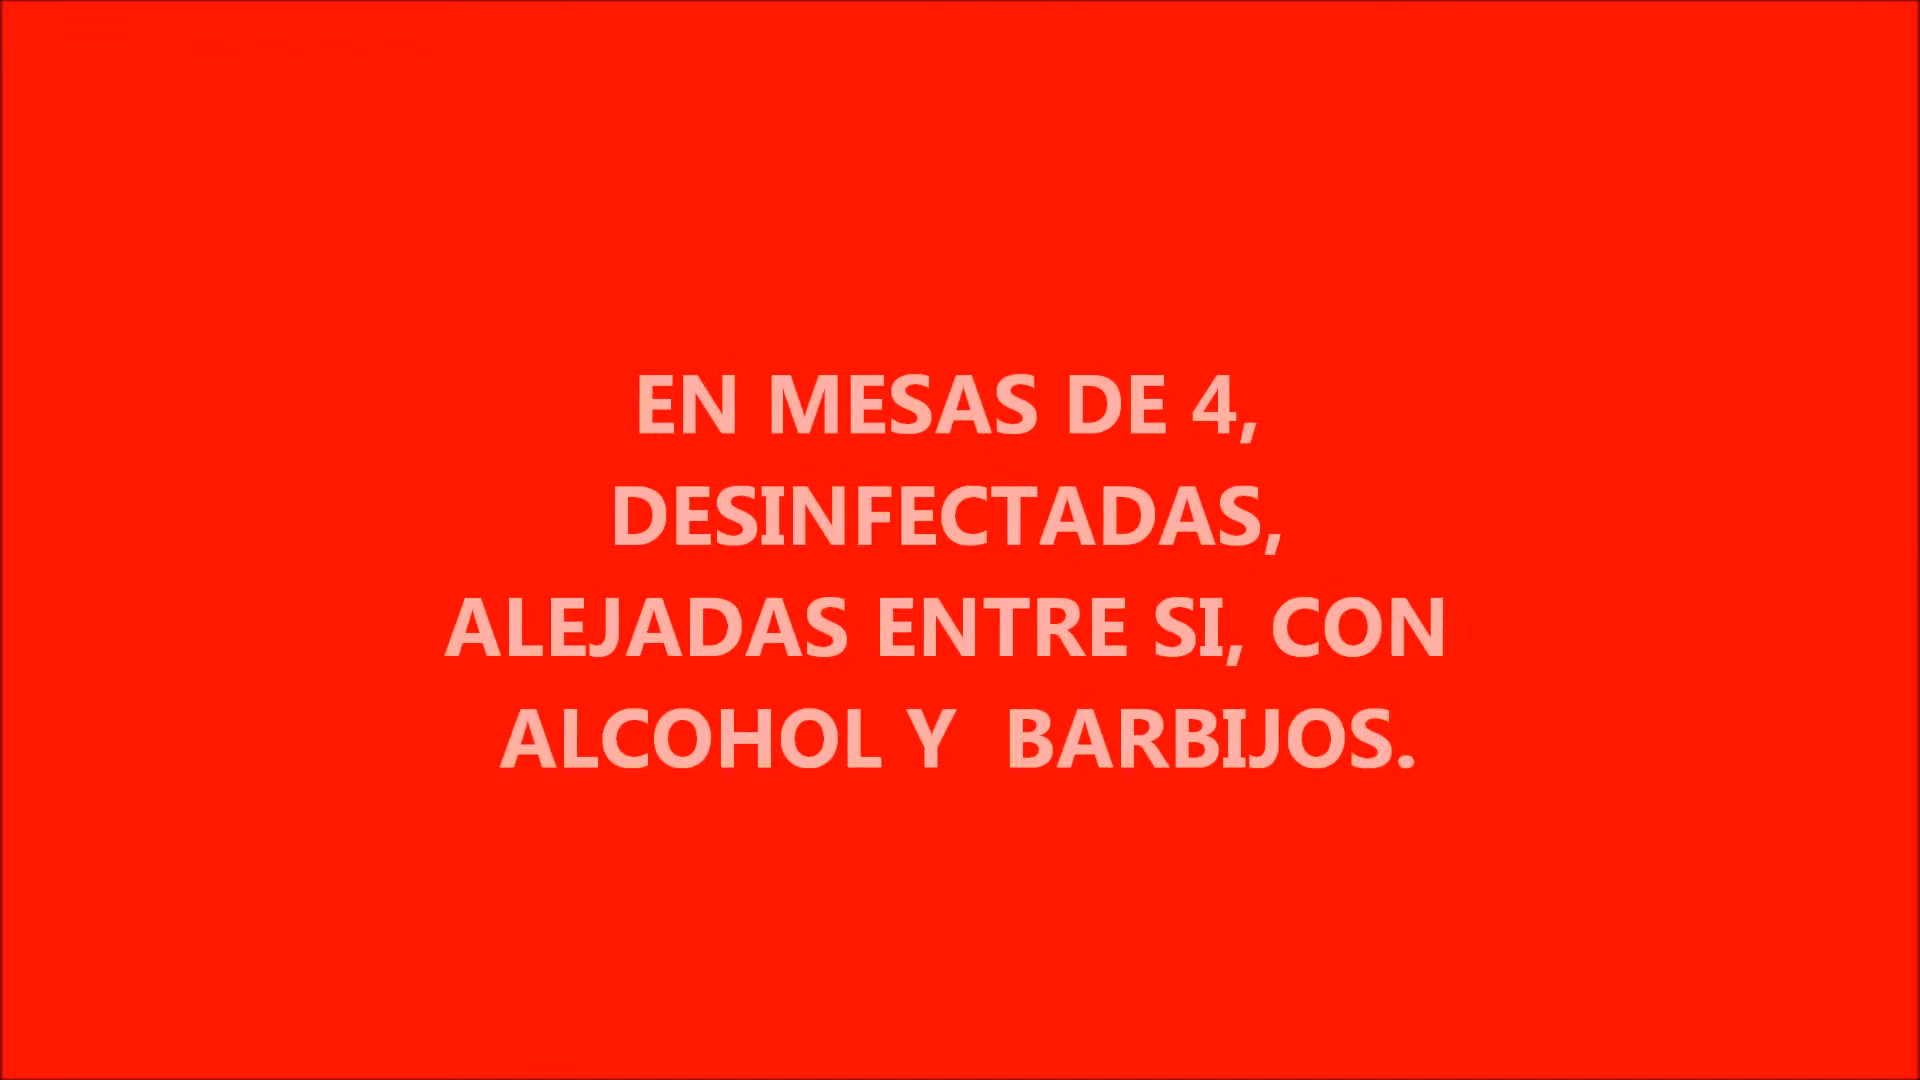 EN MESAS DE 4,
DESINFECTADAS,
ALEJADAS ENTRE SI, CON
ALCOHOL Y  BARBIJOS.